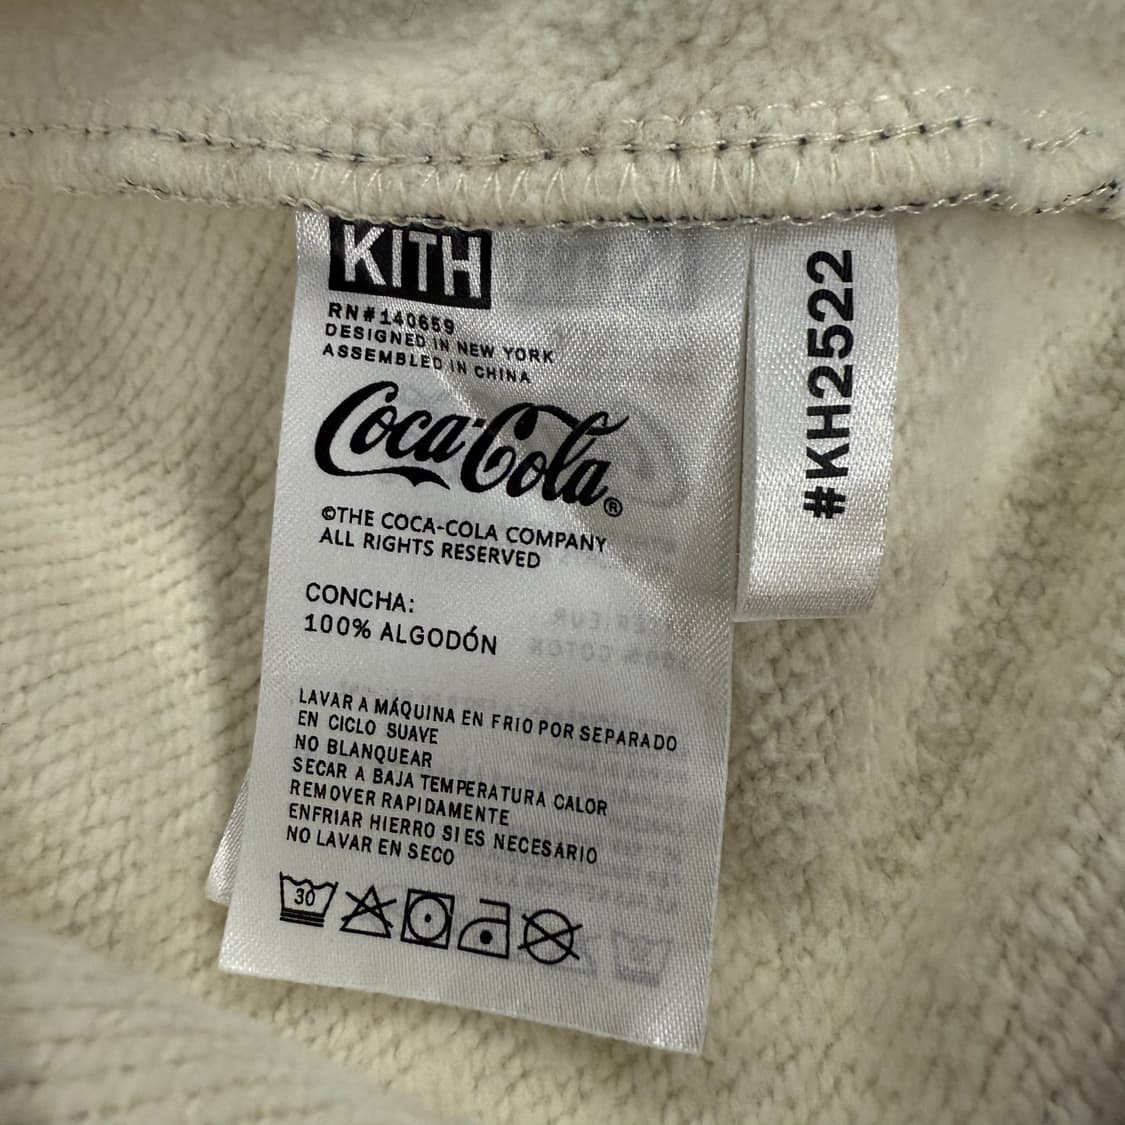 KITH
RN#140659
DESIGNED IN NEW YORK
ASSEMBLED IN CHINA
Coca-Cola®
©THE COCA-COLA COMPANY
ALL RIGHTS RESERVED
CONCHA:
100% ALGODÓN
LAVAR A MÁQUINA EN FRIO POR SEPARADO
EN CICLO SUAVE
NO BLANQUEAR
SECAR A BAJA TEMPERATURA CALOR
REMOVER RAPIDAMENTE
ENFRIAR HIERRO SI ES NECESARIO
NO LAVAR EN SECO
30
#KH2522